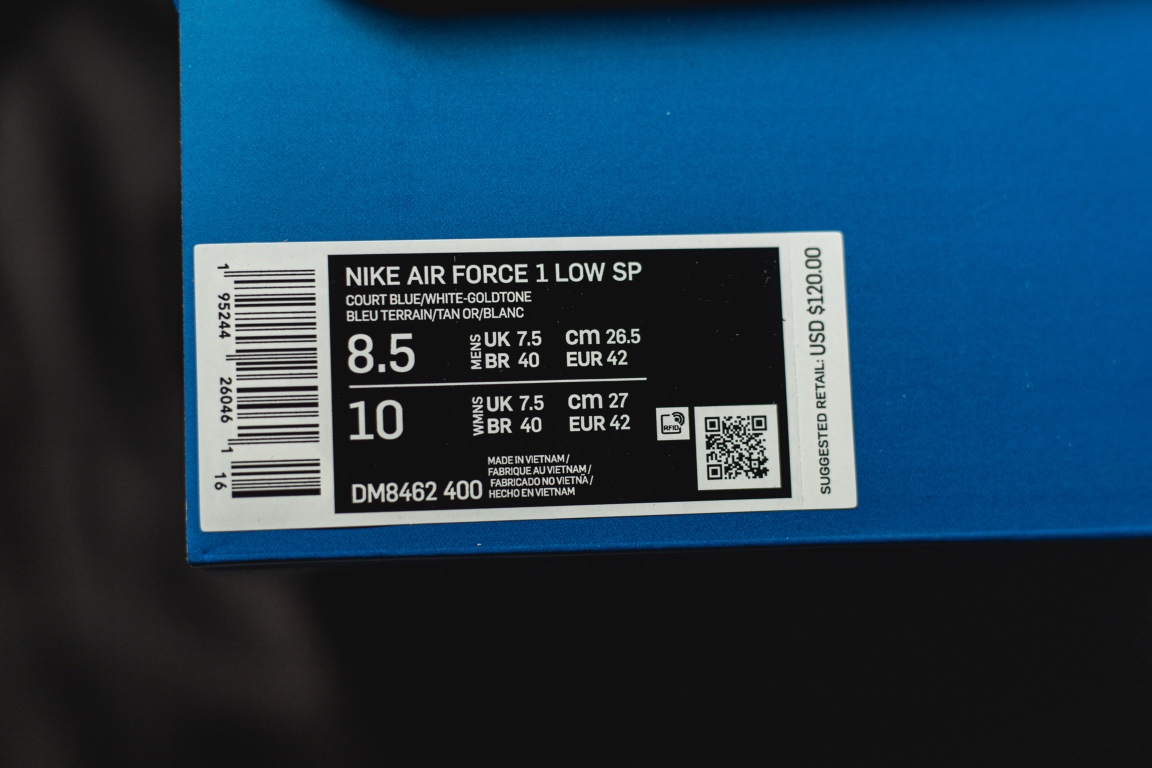 NIKE AIR FORCE 1 LOW SP
COURT BLUE/WHITE-GOLDTONE
BLEU TERRAIN/TAN OR/BLANC
8.5 MENS UK 7.5 cm 26.5
BR 40 EUR 42
10 WMNS UK 7.5 cm 27
BR 40 EUR 42
RFID
MADE IN VIETNAM /
FABRIQUE AU VIETNAM /
FABRICADO NO VIETNÃ /
HECHO EN VIETNAM
DM8462 400
1 95244 26046 1 16
SUGGESTED RETAIL: USD $120.00